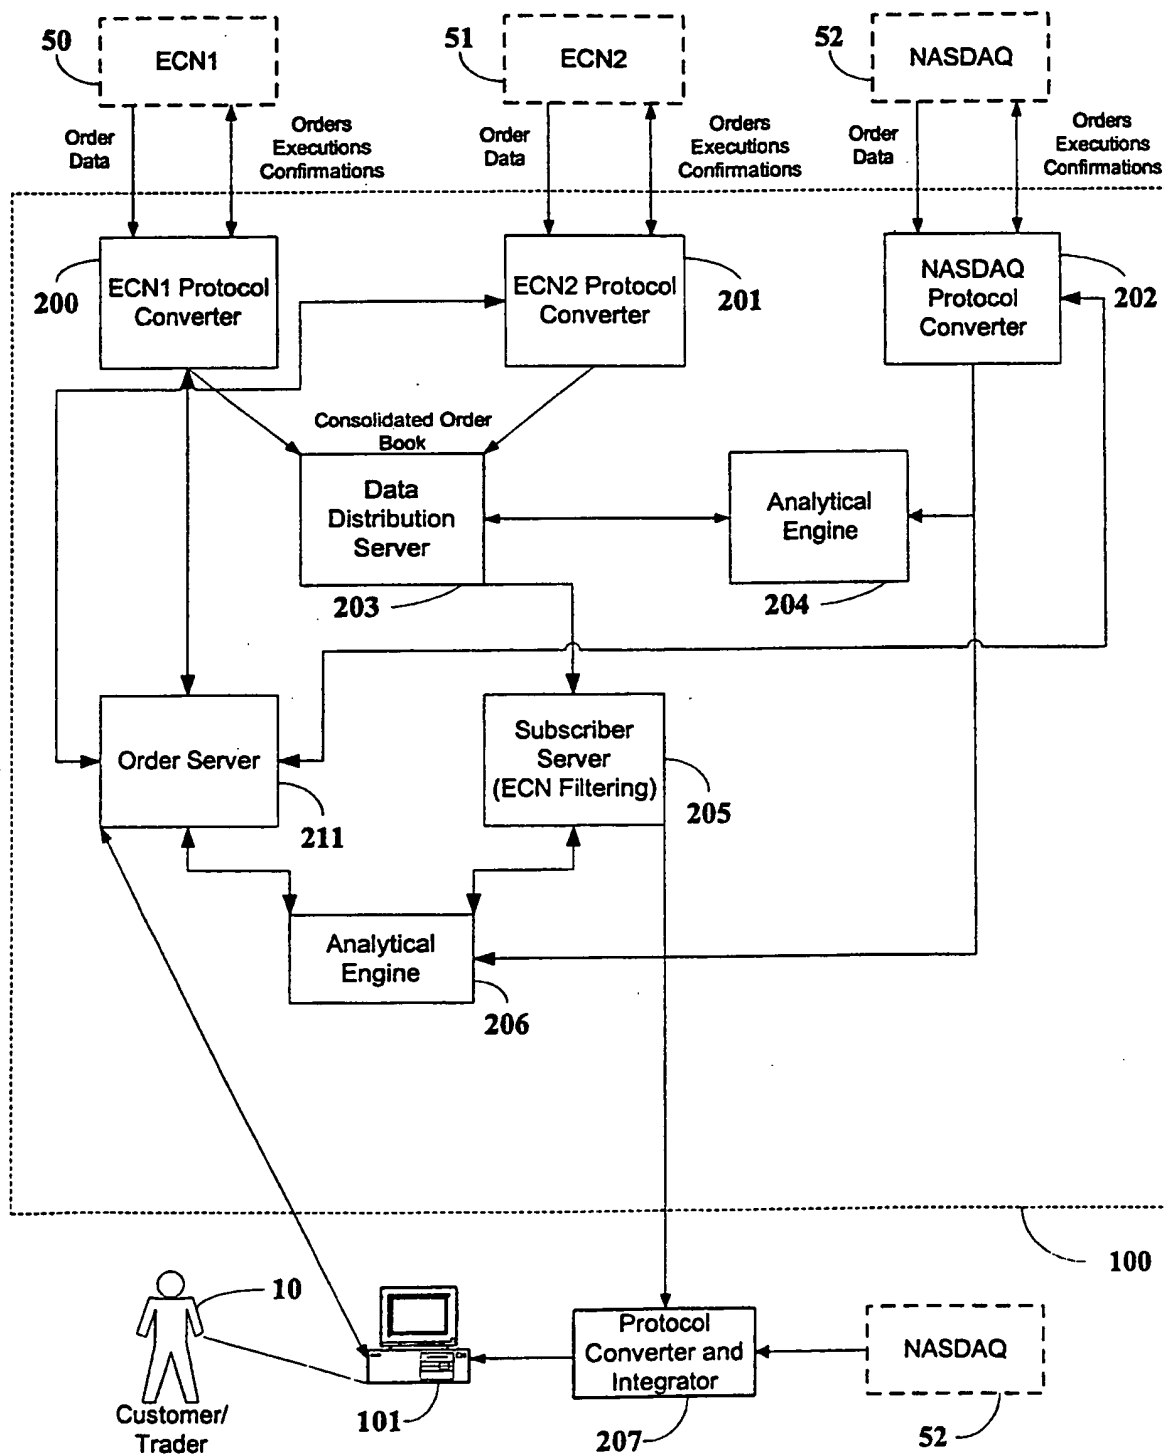 50
ECN1
51
ECN2
52
NASDAQ
Order
Data
Orders
Executions
Confirmations
Order
Data
Orders
Executions
Confirmations
Order
Data
Orders
Executions
Confirmations
200
ECN1 Protocol
Converter
ECN2 Protocol
Converter
201
NASDAQ
Protocol
Converter
202
Consolidated Order
Book
Data
Distribution
Server
203
Analytical
Engine
204
Order Server
211
Subscriber
Server
(ECN Filtering)
205
Analytical
Engine
206
100
10
Customer/
Trader
101
Protocol
Converter and
Integrator
207
NASDAQ
52